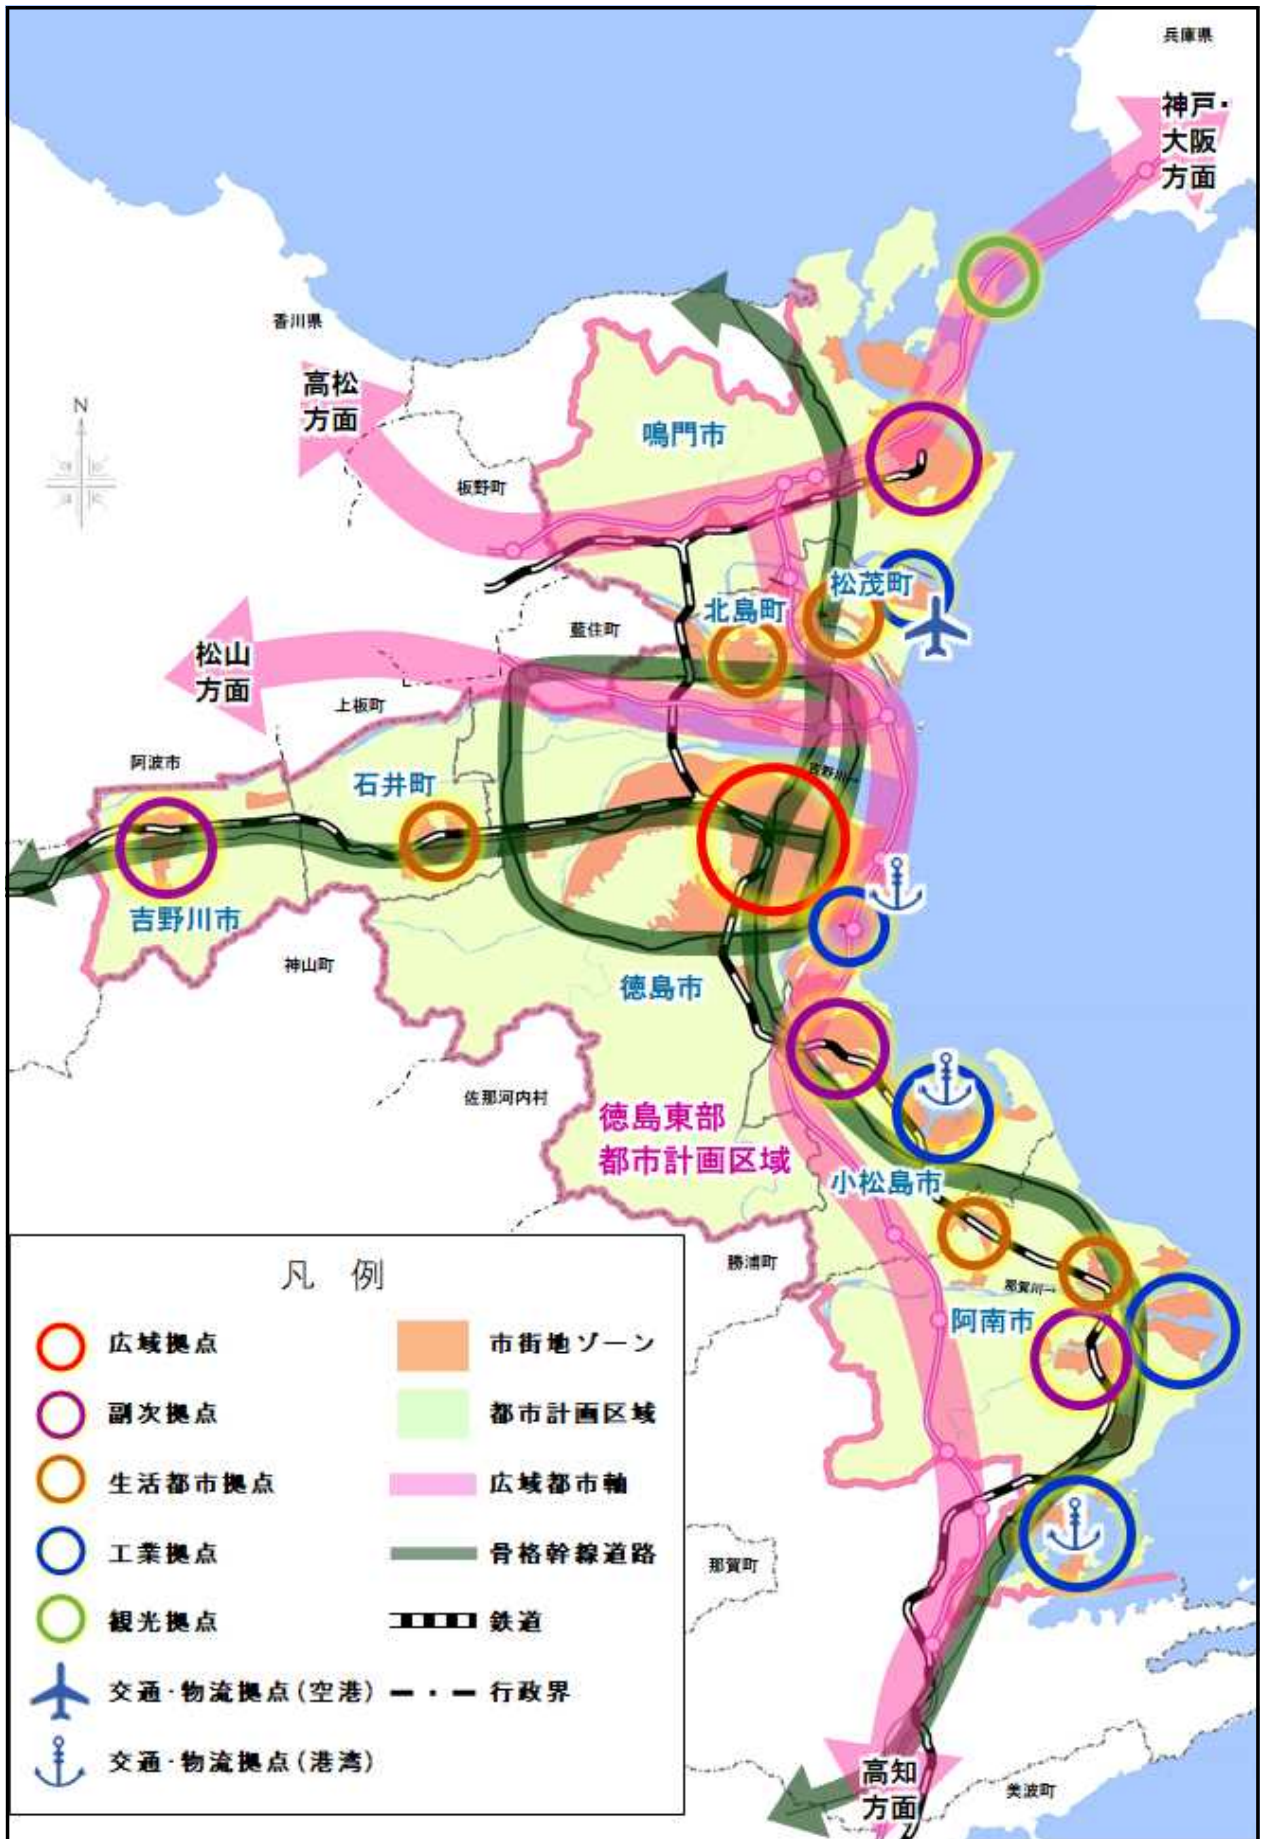 兵庫県
神戸・
大阪
方面
香川県
高松
方面
N
鳴門市
板野町
松茂町
北島町
藍住町
松山
方面
上板町
阿波市
石井町
吉野川→
吉野川市
神山町
徳島市
佐那河内村
徳島東部
都市計画区域
小松島市
勝浦町
那賀川→
阿南市
那賀町
高知
方面
美波町
凡 例
広域拠点
副次拠点
生活都市拠点
工業拠点
観光拠点
交通・物流拠点(空港)
交通・物流拠点(港湾)
市街地ゾーン
都市計画区域
広域都市軸
骨格幹線道路
鉄道
行政界